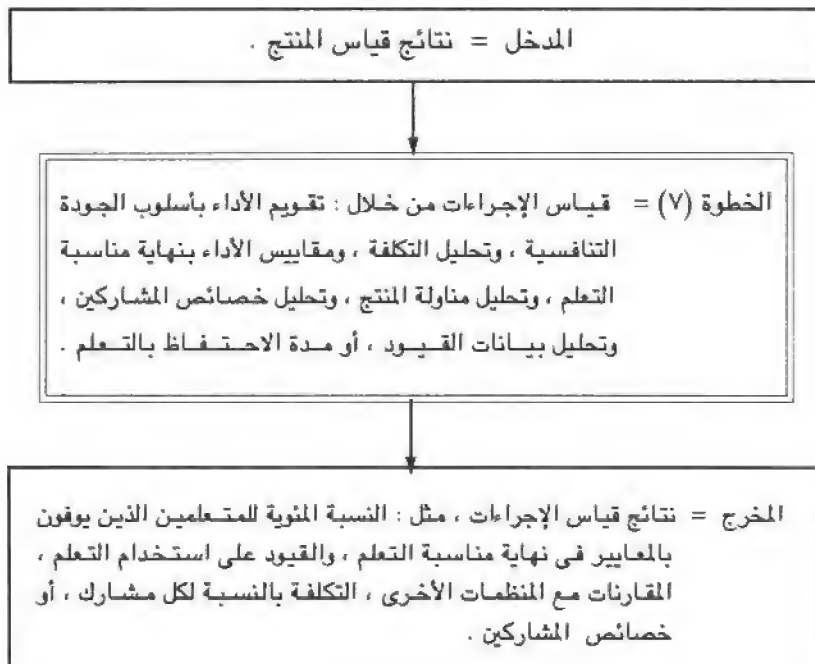 المدخل = نتائج قياس المنتج .
الخطوة (٧) = قياس الإجراءات من خلال : تقويم الأداء بأسلوب الجودة
التنافسية ، وتحليل التكلفة ، ومقاييس الأداء بنهاية مناسبة
التعلم ، وتحليل مناولة المنتج ، وتحليل خصائص المشاركين ،
وتحليل بيانات القيود ، أو مدة الاحتفاظ بالتعلم .
المخرج = نتائج قياس الإجراءات ، مثل : النسبة المئوية للمتعلمين الذين يوفون
بالمعايير فى نهاية مناسبة التعلم ، والقيود على استخدام التعلم ،
المقارنات مع المنظمات الأخرى ، التكلفة بالنسبة لكل مشارك ، أو
خصائص المشاركين .